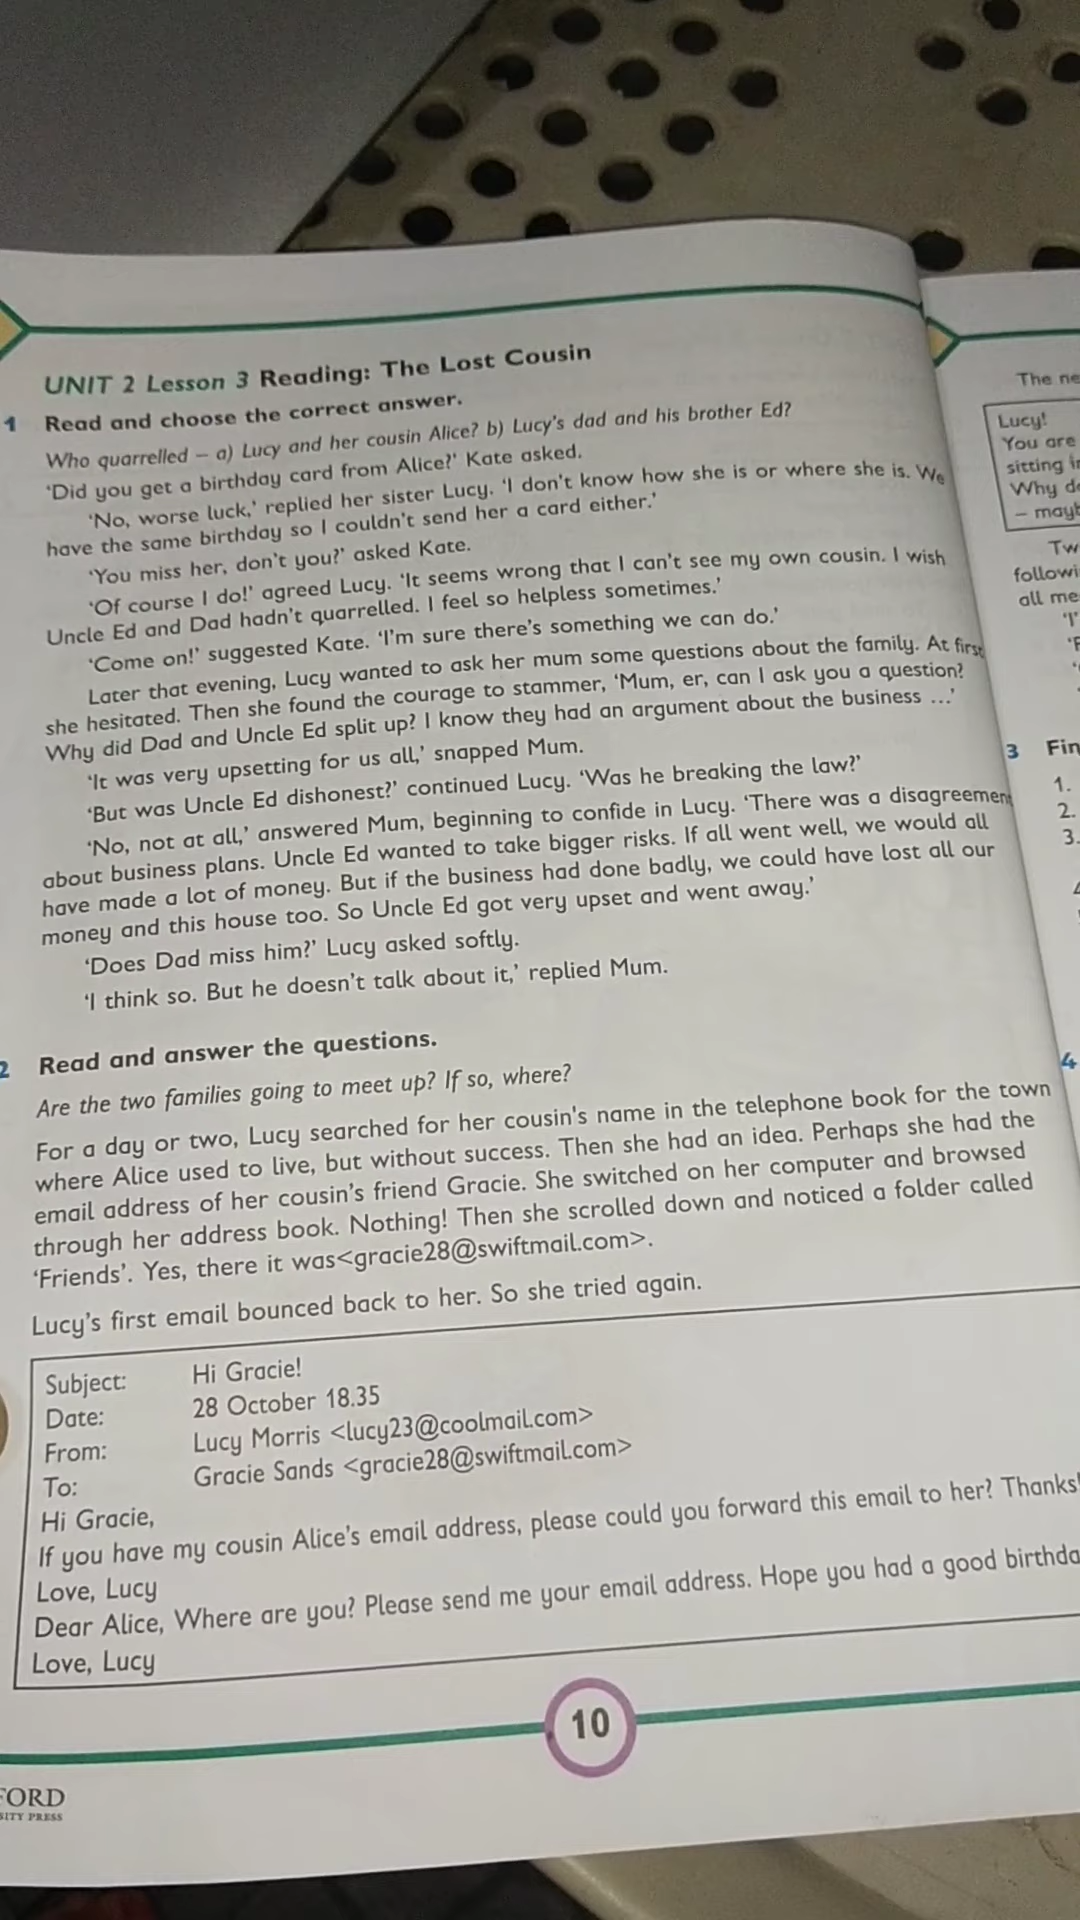 UNIT 2 Lesson 3 Reading: The Lost Cousin
1 Read and choose the correct answer.
Who quarrelled – a) Lucy and her cousin Alice? b) Lucy's dad and his brother Ed?
'Did you get a birthday card from Alice?' Kate asked.
'No, worse luck,' replied her sister Lucy. 'I don't know how she is or where she is. We
have the same birthday so I couldn't send her a card either.'
'You miss her, don't you?' asked Kate.
'Of course I do!' agreed Lucy. 'It seems wrong that I can't see my own cousin. I wish
Uncle Ed and Dad hadn't quarrelled. I feel so helpless sometimes.'
'Come on!' suggested Kate. 'I'm sure there's something we can do.'
Later that evening, Lucy wanted to ask her mum some questions about the family. At first
she hesitated. Then she found the courage to stammer, 'Mum, er, can I ask you a question?
Why did Dad and Uncle Ed split up? I know they had an argument about the business ...'
'It was very upsetting for us all,' snapped Mum.
'But was Uncle Ed dishonest?' continued Lucy. 'Was he breaking the law?'
'No, not at all,' answered Mum, beginning to confide in Lucy. 'There was a disagreement
about business plans. Uncle Ed wanted to take bigger risks. If all went well, we would all
have made a lot of money. But if the business had done badly, we could have lost all our
money and this house too. So Uncle Ed got very upset and went away.'
'Does Dad miss him?' Lucy asked softly.
'I think so. But he doesn't talk about it,' replied Mum.
2 Read and answer the questions.
Are the two families going to meet up? If so, where?
For a day or two, Lucy searched for her cousin's name in the telephone book for the town
where Alice used to live, but without success. Then she had an idea. Perhaps she had the
email address of her cousin's friend Gracie. She switched on her computer and browsed
through her address book. Nothing! Then she scrolled down and noticed a folder called
'Friends'. Yes, there it was<gracie28@swiftmail.com>.
Lucy's first email bounced back to her. So she tried again.
Subject: Hi Gracie!
Date: 28 October 18.35
From: Lucy Morris <lucy23@coolmail.com>
To: Gracie Sands <gracie28@swiftmail.com>
Hi Gracie,
If you have my cousin Alice's email address, please could you forward this email to her? Thanks!
Love, Lucy
Dear Alice, Where are you? Please send me your email address. Hope you had a good
Love, Lucy
10
The
Lucy!
You are
sitting
Why
–
all me
3
1.
2.
3.
4